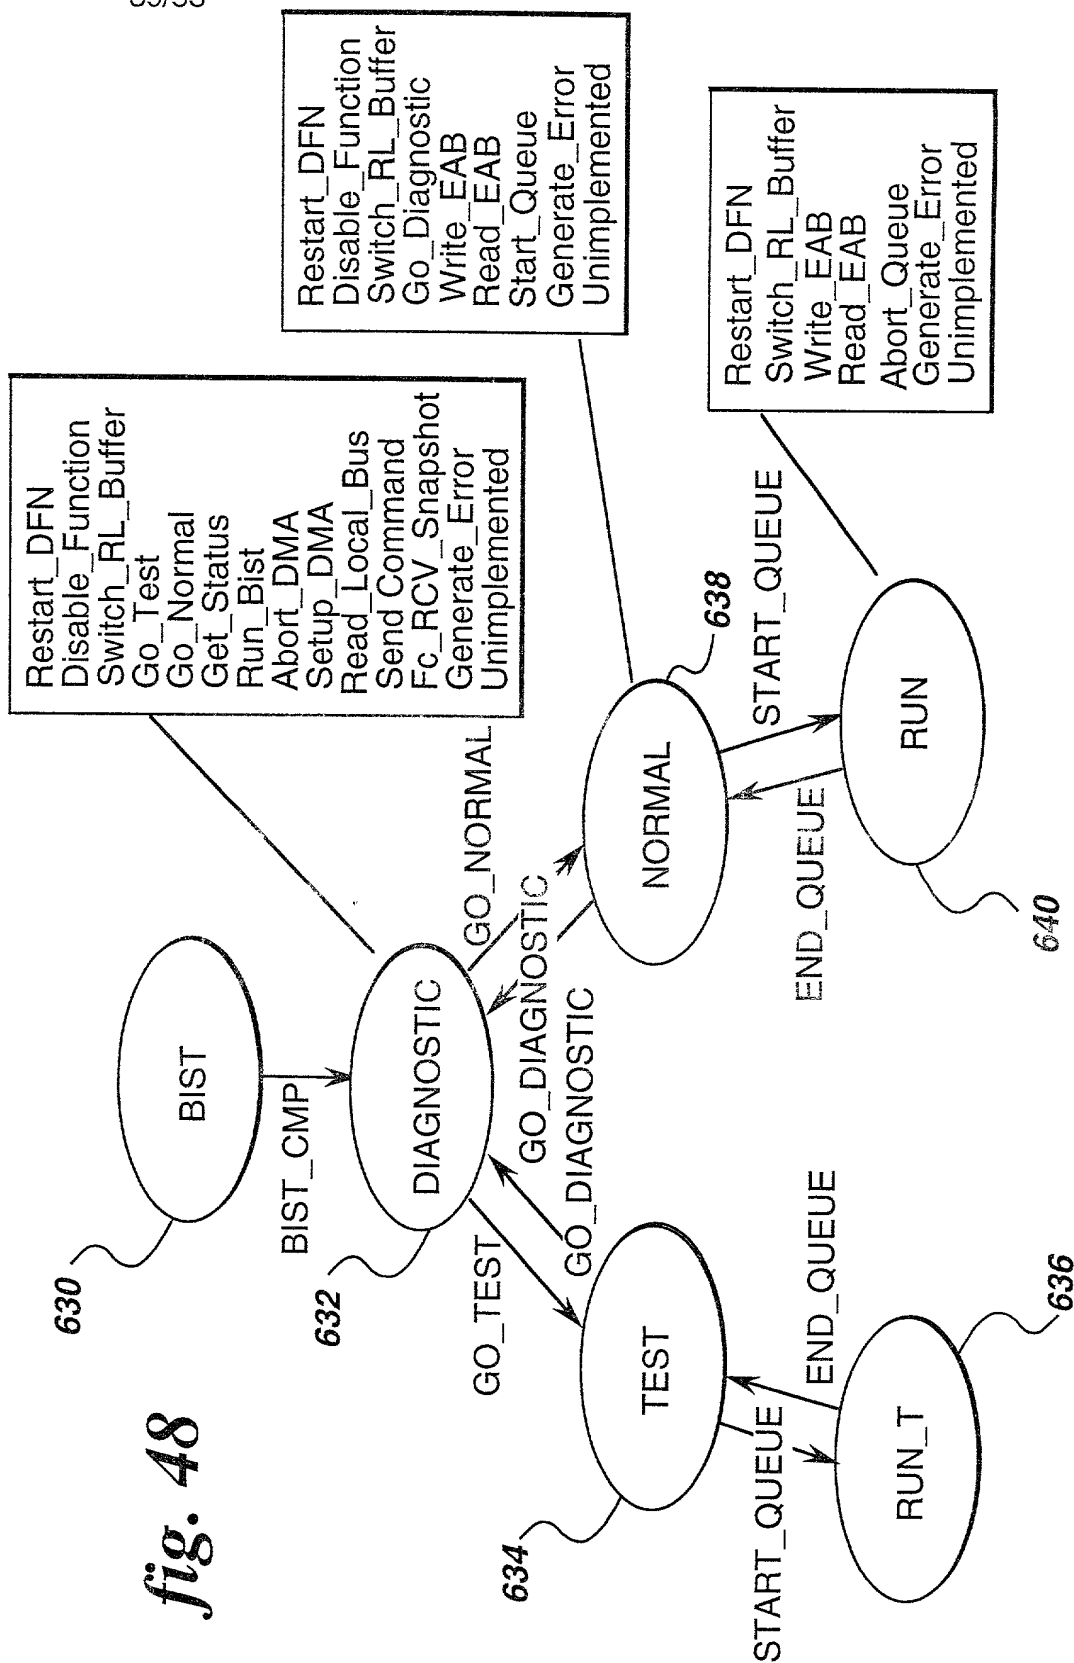 fig. 48
630
BIST
BIST_CMP
632
DIAGNOSTIC
Restart_DFN
Disable_Function
Switch_RL_Buffer
Go_Test
Go_Normal
Get_Status
Run_Bist
Abort_DMA
Setup_DMA
Read_Local_Bus
Send Command
Fc_RCV_Snapshot
Generate_Error
Unimplemented
GO_TEST
GO_DIAGNOSTIC
GO_DIAGNOSTIC
GO_NORMAL
634
TEST
START_QUEUE
END_QUEUE
RUN_T
636
NORMAL
638
Restart_DFN
Disable_Function
Switch_RL_Buffer
Go_Diagnostic
Write_EAB
Read_EAB
Start_Queue
Generate_Error
Unimplemented
END_QUEUE
START_QUEUE
RUN
640
Restart_DFN
Switch_RL_Buffer
Write_EAB
Read_EAB
Abort_Queue
Generate_Error
Unimplemented